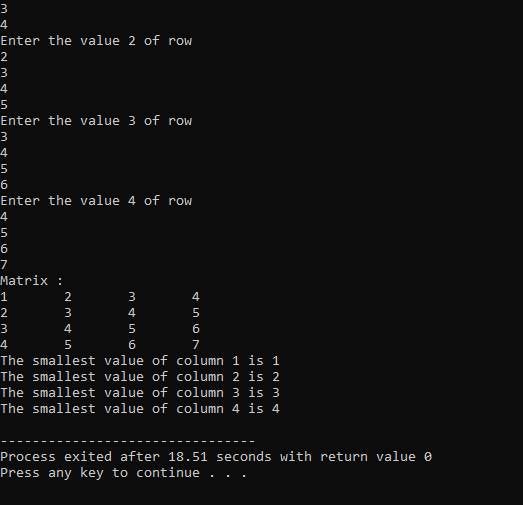 3
4
Enter the value 2 of row
2
3
4
5
Enter the value 3 of row
3
4
5
6
Enter the value 4 of row
4
5
6
7
Matrix :
1 2 3 4
2 3 4 5
3 4 5 6
4 5 6 7
The smallest value of column 1 is 1
The smallest value of column 2 is 2
The smallest value of column 3 is 3
The smallest value of column 4 is 4
--------------------------------
Process exited after 18.51 seconds with return value 0
Press any key to continue . . .